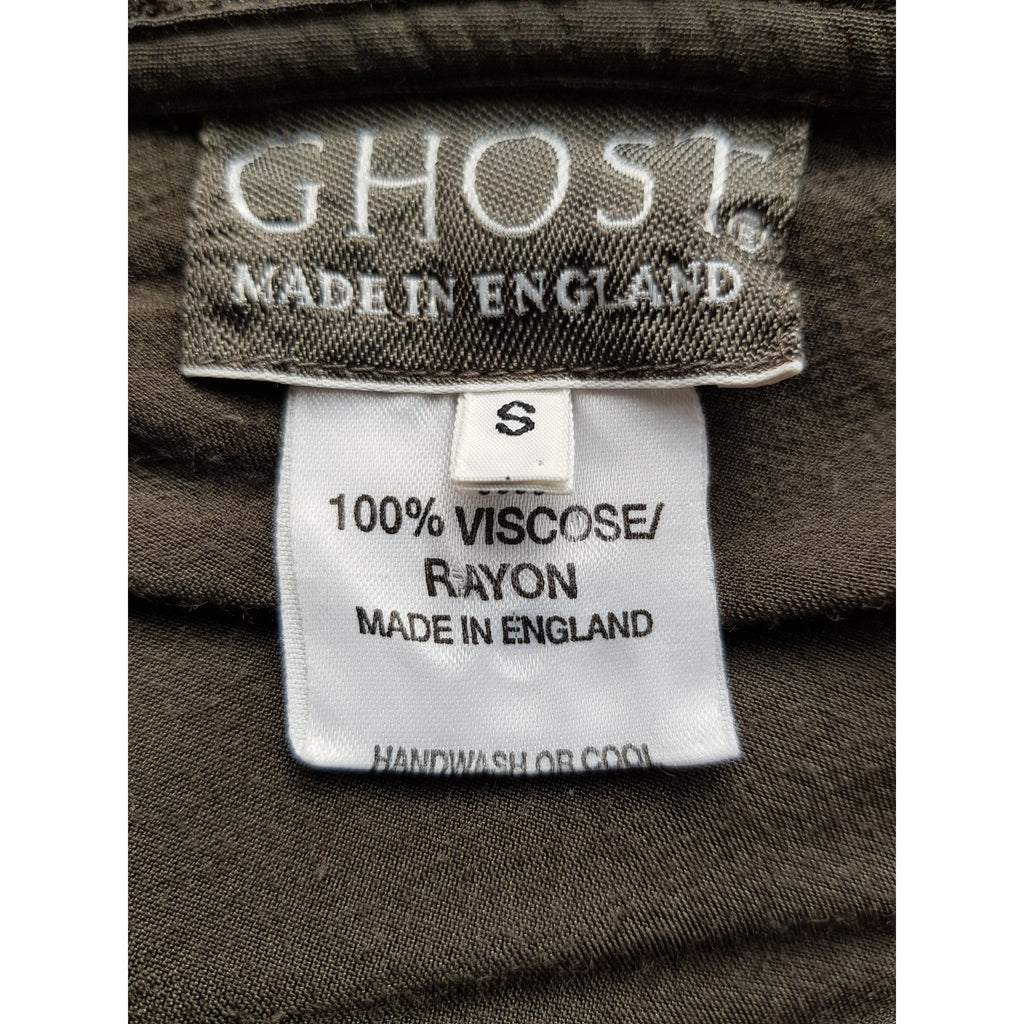 GHOST®
MADE IN ENGLAND
S
100% VISCOSE/
RAYON
MADE IN ENGLAND
HANDWASH OR COOL